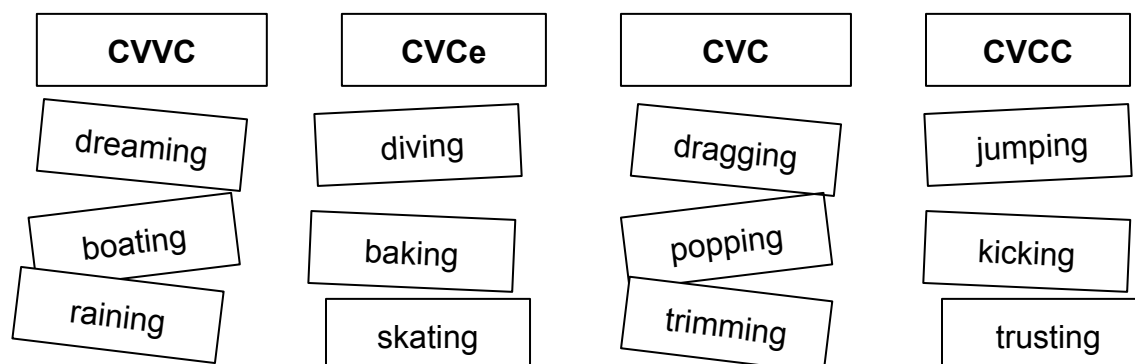 CVVC CVCe CVC CVCC
dreaming diving dragging jumping
boating baking popping kicking
raining skating trimming trusting